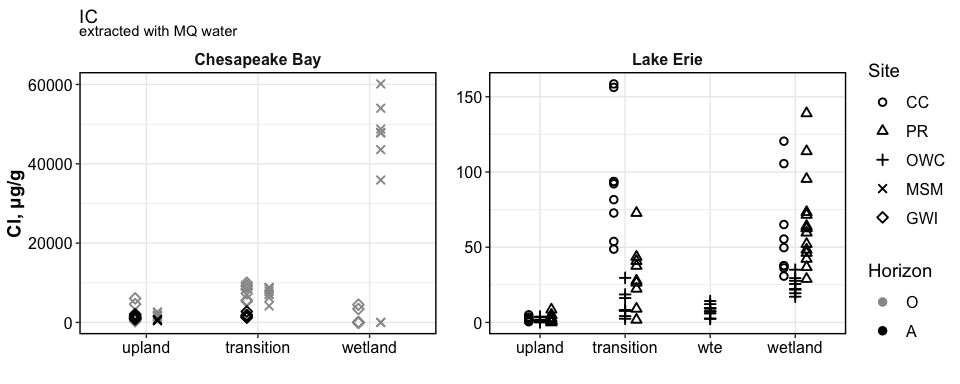 IC
extracted with MQ water
Chesapeake Bay
Lake Erie
Cl, µg/g
60000
40000
20000
0
upland
transition
wetland
150
100
50
0
upland
transition
wte
wetland
Site
CC
PR
OWC
MSM
GWI
Horizon
O
A